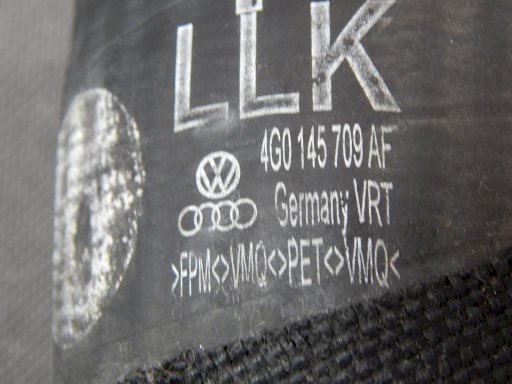 LLK
4G0 145 709 AF
Germany VRT
>FPM<>VMQ<>PET<>VMQ<